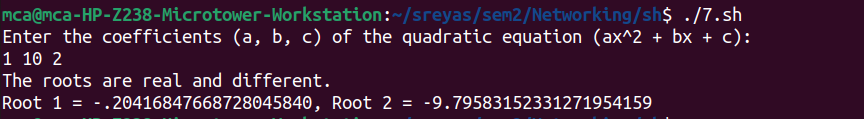 mca@mca-HP-Z238-Microtower-Workstation:~/sreyas/sem2/Networking/sh$ ./7.sh
Enter the coefficients (a, b, c) of the quadratic equation (ax^2 + bx + c):
1 10 2
The roots are real and different.
Root 1 = -.20416847668728045840, Root 2 = -9.79583152331271954159